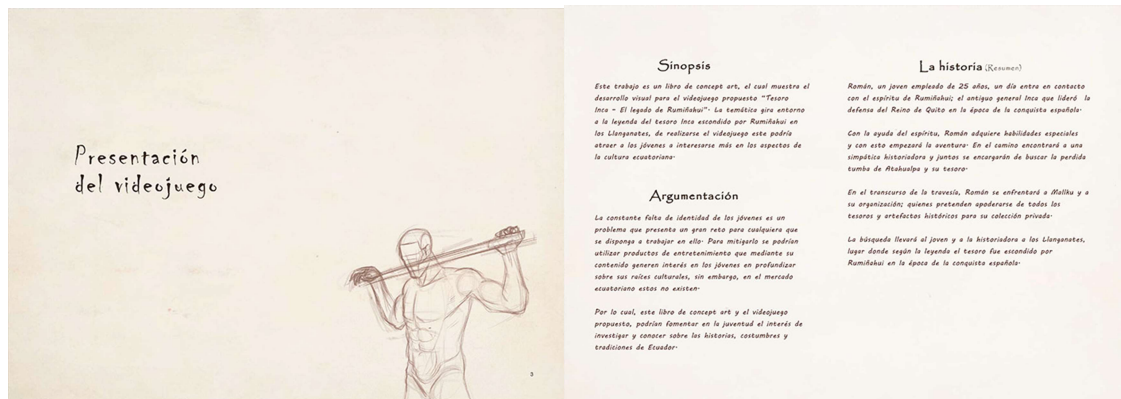 Presentación
del videojuego
3
Sinopsis
Este trabajo es un libro de concept art, el cual muestra el
desarrollo visual para el videojuego propuesto "Tesoro
Inca - El legado de Rumiñahui". La temática gira entorno
a la leyenda del tesoro Inca escondido por Rumiñahui en
los Llanganates, de realizarse el videojuego este podría
atraer a los jóvenes a interesarse más en los aspectos de
la cultura ecuatoriana.
Argumentación
La constante falta de identidad de los jóvenes es un
problema que presenta un gran reto para cualquiera que
se disponga a trabajar en ello. Para mitigarlo se podrían
utilizar productos de entretenimiento que mediante su
contenido generen interés en los jóvenes en profundizar
sobre sus raíces culturales, sin embargo, en el mercado
ecuatoriano estos no existen.
Por lo cual, este libro de concept art y el videojuego
propuesto, podrían fomentar en la juventud el interés de
investigar y conocer sobre las historias, costumbres y
tradiciones de Ecuador.
La historia (Resumen)
Román, un joven empleado de 25 años, un día entra en contacto
con el espíritu de Rumiñahui; el antiguo general Inca que lideró la
defensa del Reino de Quito en la época de la conquista española.
Con la ayuda del espíritu, Román adquiere habilidades especiales
y con esto empezará la aventura. En el camino encontrará a una
simpática historiadora y juntos se encargarán de buscar la perdida
tumba de Atahualpa y su tesoro.
En el transcurso de la travesía, Román se enfrentará a Mallku y a
su organización; quienes pretenden apoderarse de todos los
tesoros y artefactos históricos para su colección privada.
La búsqueda llevará al joven y a la historiadora a los Llanganates,
lugar donde según la leyenda el tesoro fue escondido por
Rumiñahui en la época de la conquista española.